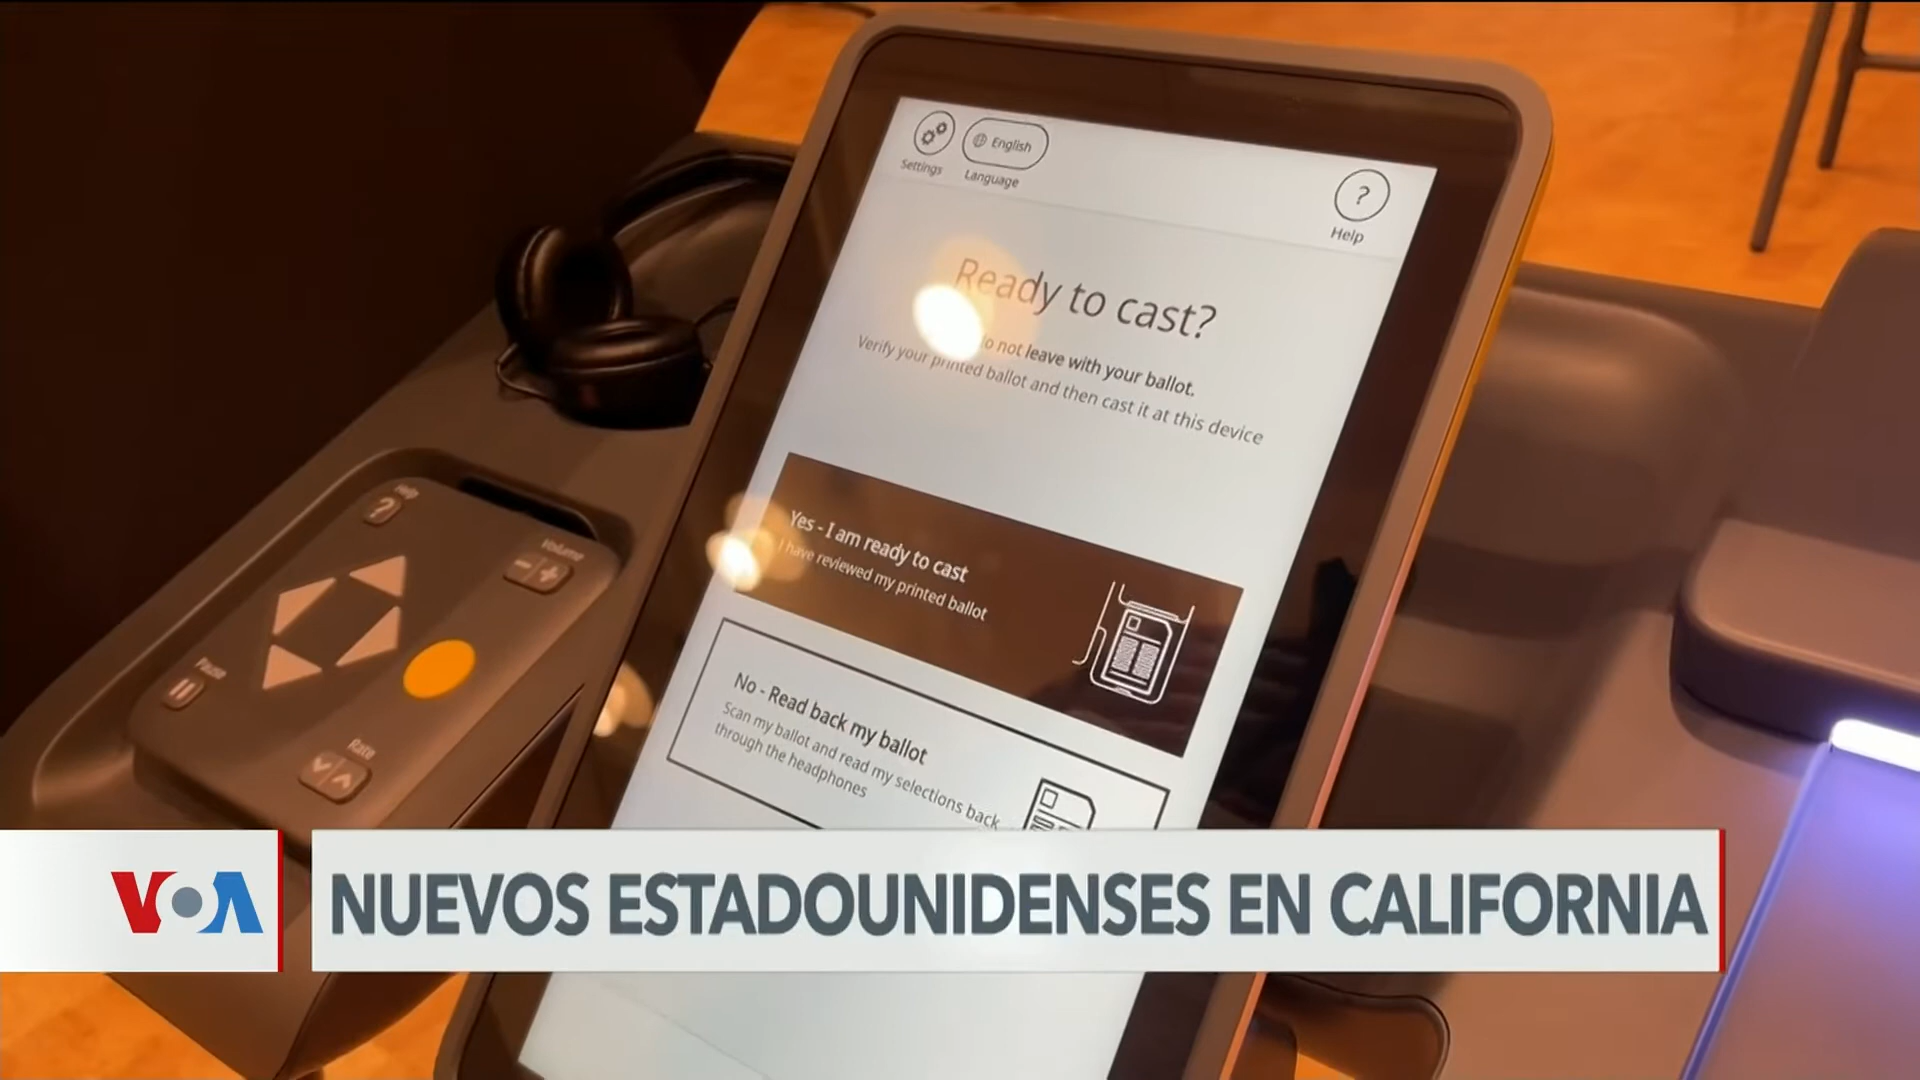 English
Settings
Language
?
Help
Ready to cast?
do not leave with your ballot.
Verify your printed ballot and then cast it at this device
Yes - I am ready to cast
I have reviewed my printed ballot
No - Read back my ballot
Scan my ballot and read my selections back
through the headphones
Help
?
Volume
- +
Pause
Rate
VOA
NUEVOS ESTADOUNIDENSES EN CALIFORNIA